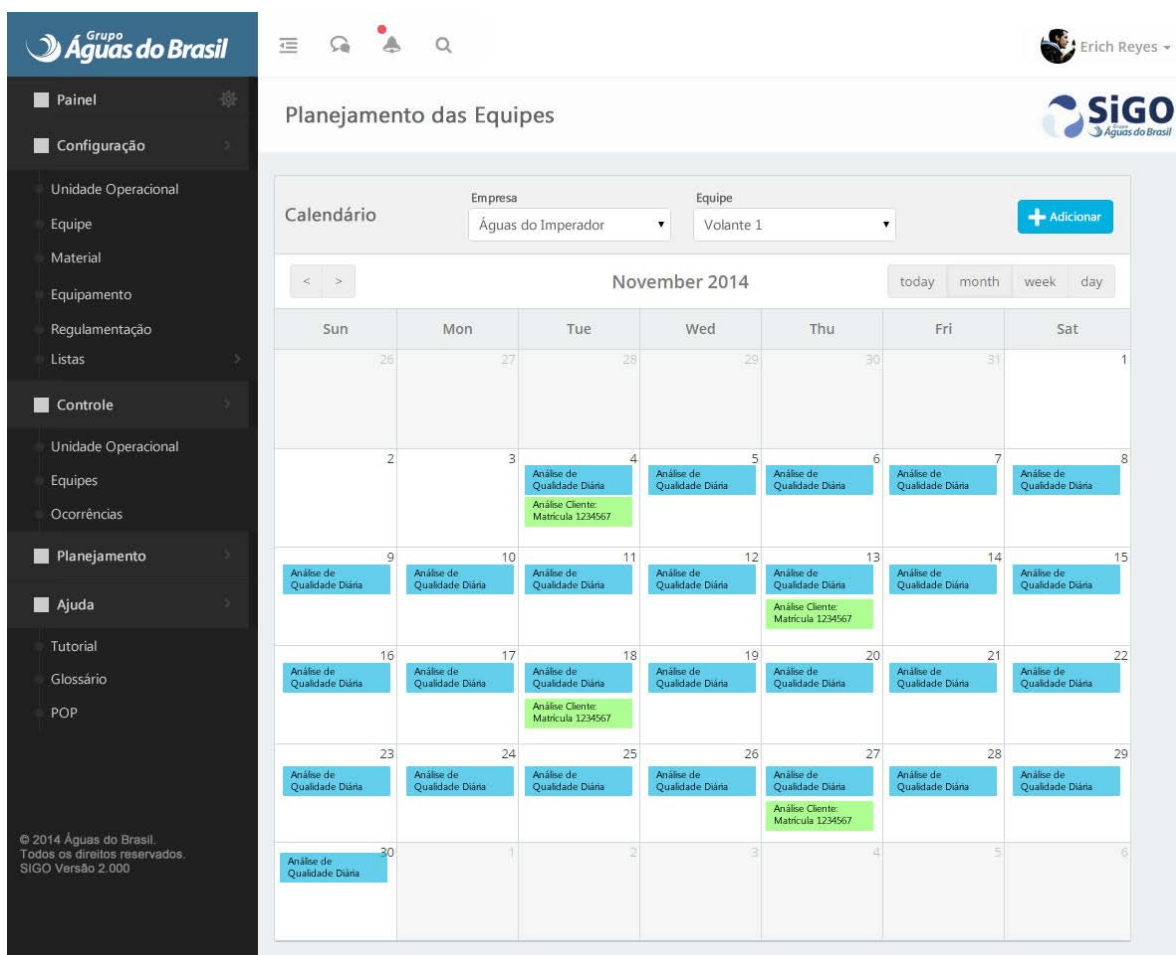 Grupo
Águas do Brasil
Erich Reyes
Painel
Configuração
Unidade Operacional
Equipe
Material
Equipamento
Regulamentação
Listas
Controle
Unidade Operacional
Equipes
Ocorrências
Planejamento
Ajuda
Tutorial
Glossário
POP
© 2014 Águas do Brasil.
Todos os direitos reservados.
SIGO Versão 2.000
Planejamento das Equipes
SiGO
Grupo
Águas do Brasil
Calendário
Empresa
Águas do Imperador
Equipe
Volante 1
Adicionar
< >
November 2014
today month week day
Sun Mon Tue Wed Thu Fri Sat
26 27 28 29 30 31 1
2 3 4 5 6 7 8
Análise de
Qualidade Diária
Análise Cliente:
Matrícula 1234567
Análise de
Qualidade Diária
Análise de
Qualidade Diária
Análise de
Qualidade Diária
Análise de
Qualidade Diária
9 10 11 12 13 14 15
Análise de
Qualidade Diária
Análise de
Qualidade Diária
Análise de
Qualidade Diária
Análise de
Qualidade Diária
Análise de
Qualidade Diária
Análise Cliente:
Matrícula 1234567
Análise de
Qualidade Diária
Análise de
Qualidade Diária
16 17 18 19 20 21 22
Análise de
Qualidade Diária
Análise de
Qualidade Diária
Análise de
Qualidade Diária
Análise Cliente:
Matrícula 1234567
Análise de
Qualidade Diária
Análise de
Qualidade Diária
Análise de
Qualidade Diária
Análise de
Qualidade Diária
23 24 25 26 27 28 29
Análise de
Qualidade Diária
Análise de
Qualidade Diária
Análise de
Qualidade Diária
Análise de
Qualidade Diária
Análise de
Qualidade Diária
Análise Cliente:
Matrícula 1234567
Análise de
Qualidade Diária
Análise de
Qualidade Diária
30 1 2 3 4 5 6
Análise de
Qualidade Diária